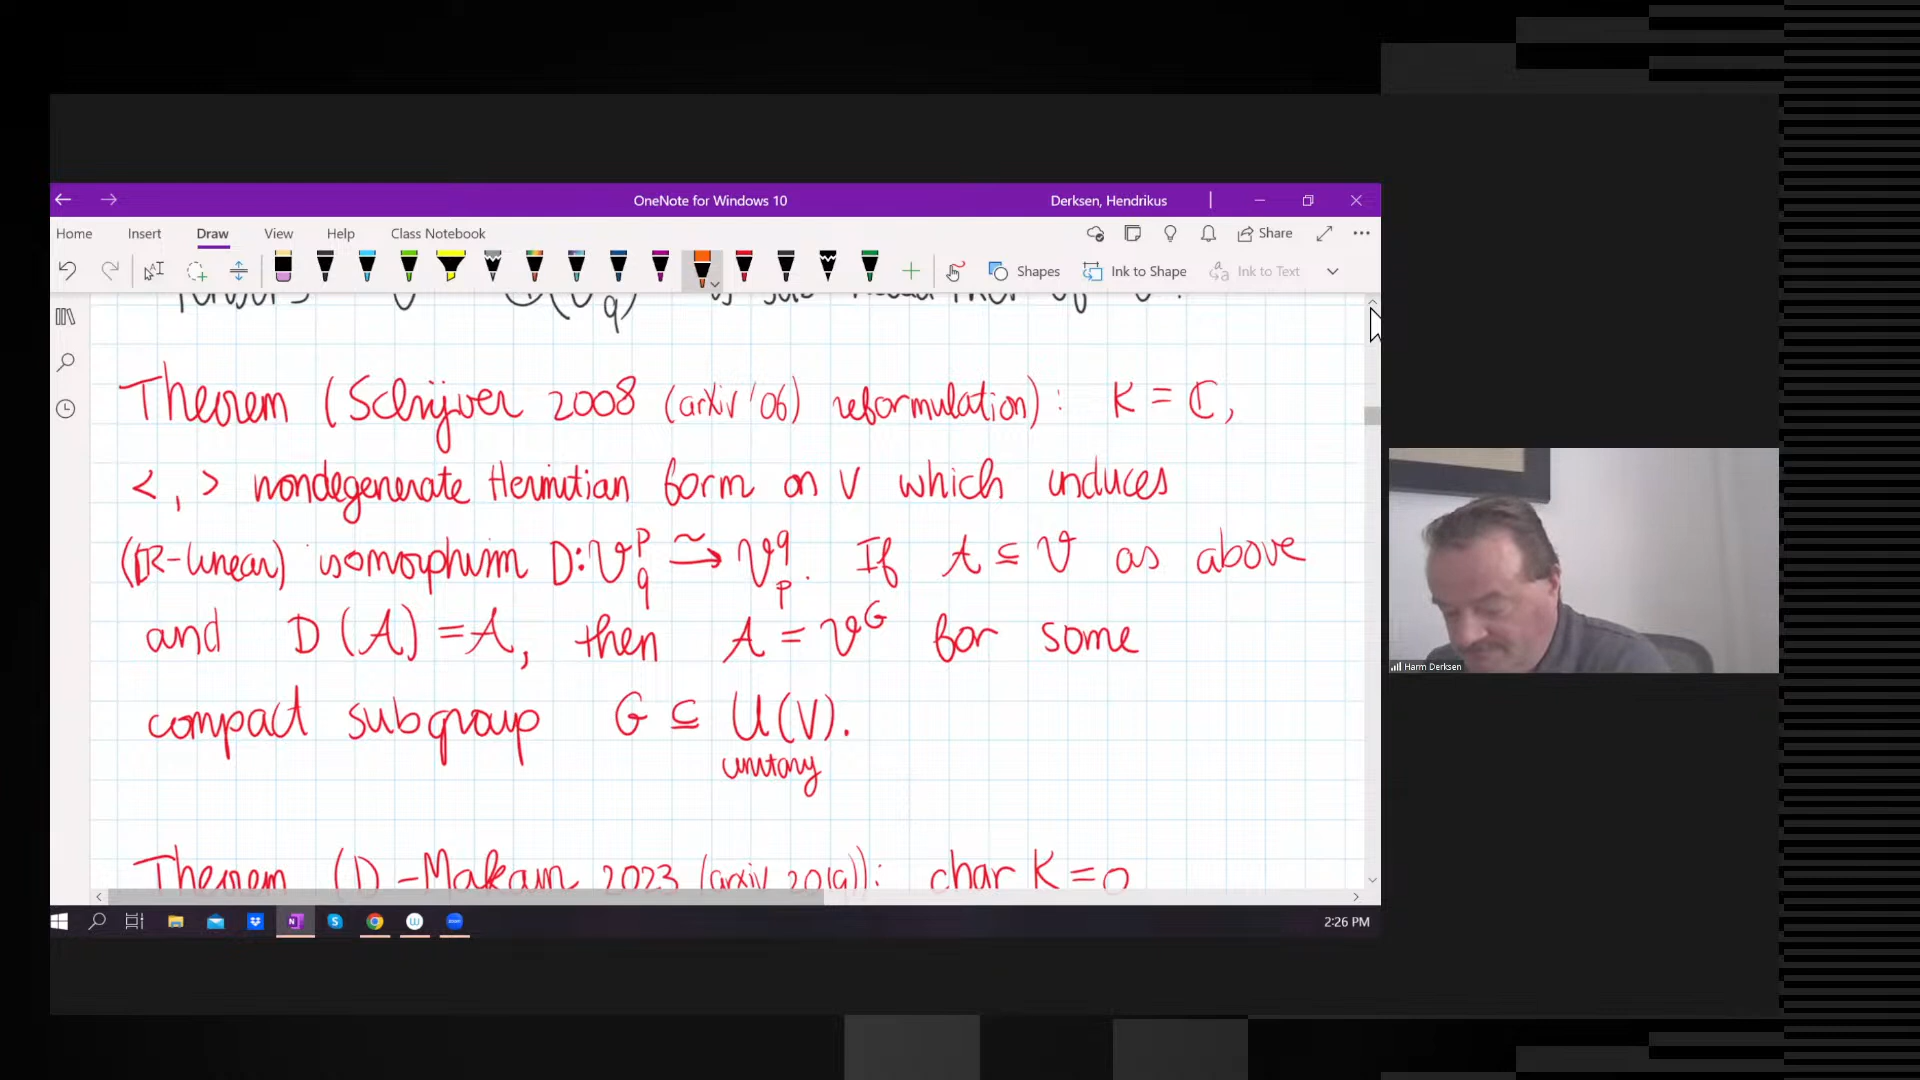 OneNote for Windows 10
Derksen, Hendrikus
Home Insert Draw View Help Class Notebook
Share
Shapes Ink to Shape Ink to Text
Theorem (Schrijver 2008 (arxiv '06) reformulation): K = ℂ,
< , > nondegenerate Hermitian form on V which induces
(ℝ-linear) isomorphism D: 𝒱^p_q ⥲ 𝒱^q_p. If 𝒜 ⊆ 𝒱 as above
and D(𝒜) = 𝒜, then 𝒜 = 𝒱^G for some
compact subgroup G ⊆ U(V).
unitary
Theorem (D-Makam 2023 (arxiv 2019)): char K = 0
Harm Derksen
2:26 PM